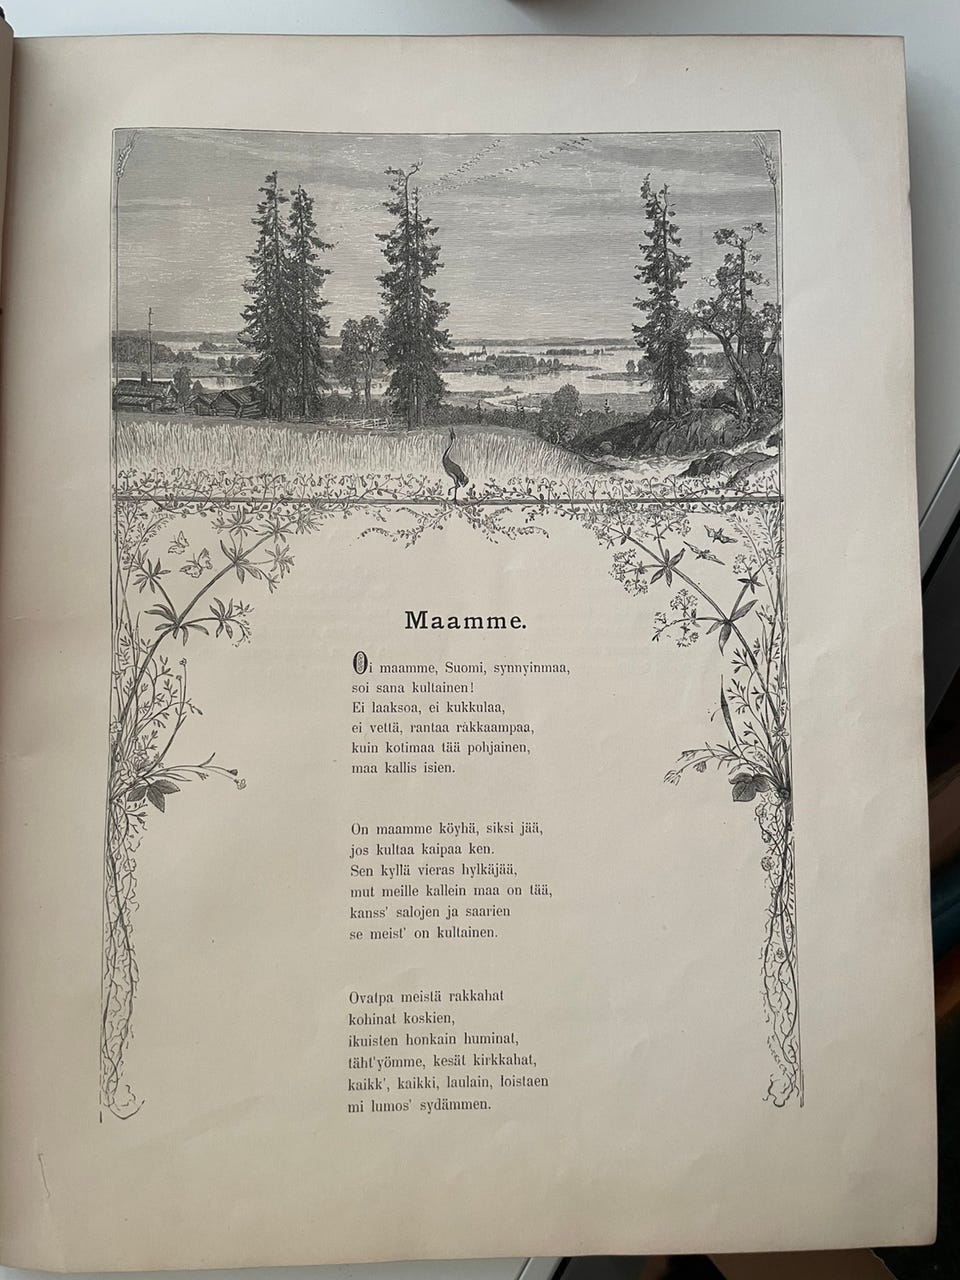 Maamme.
Oi maamme, Suomi, synnyinmaa,
soi sana kultainen!
Ei laaksoa, ei kukkulaa,
ei vettä, rantaa rakkaampaa,
kuin kotimaa tää pohjainen,
maa kallis isien.
On maamme köyhä, siksi jää,
jos kultaa kaipaa ken.
Sen kyllä vieras hylkäjää,
mut meille kallein maa on tää,
kanss' salojen ja saarien
se meist' on kultainen.
Ovatpa meistä rakkahat
kohinat koskien,
ikuisten honkain huminat,
täht'yömme, kesät kirkkahat,
kaikk', kaikki, laulain, loistaen
mi lumos' sydämmen.